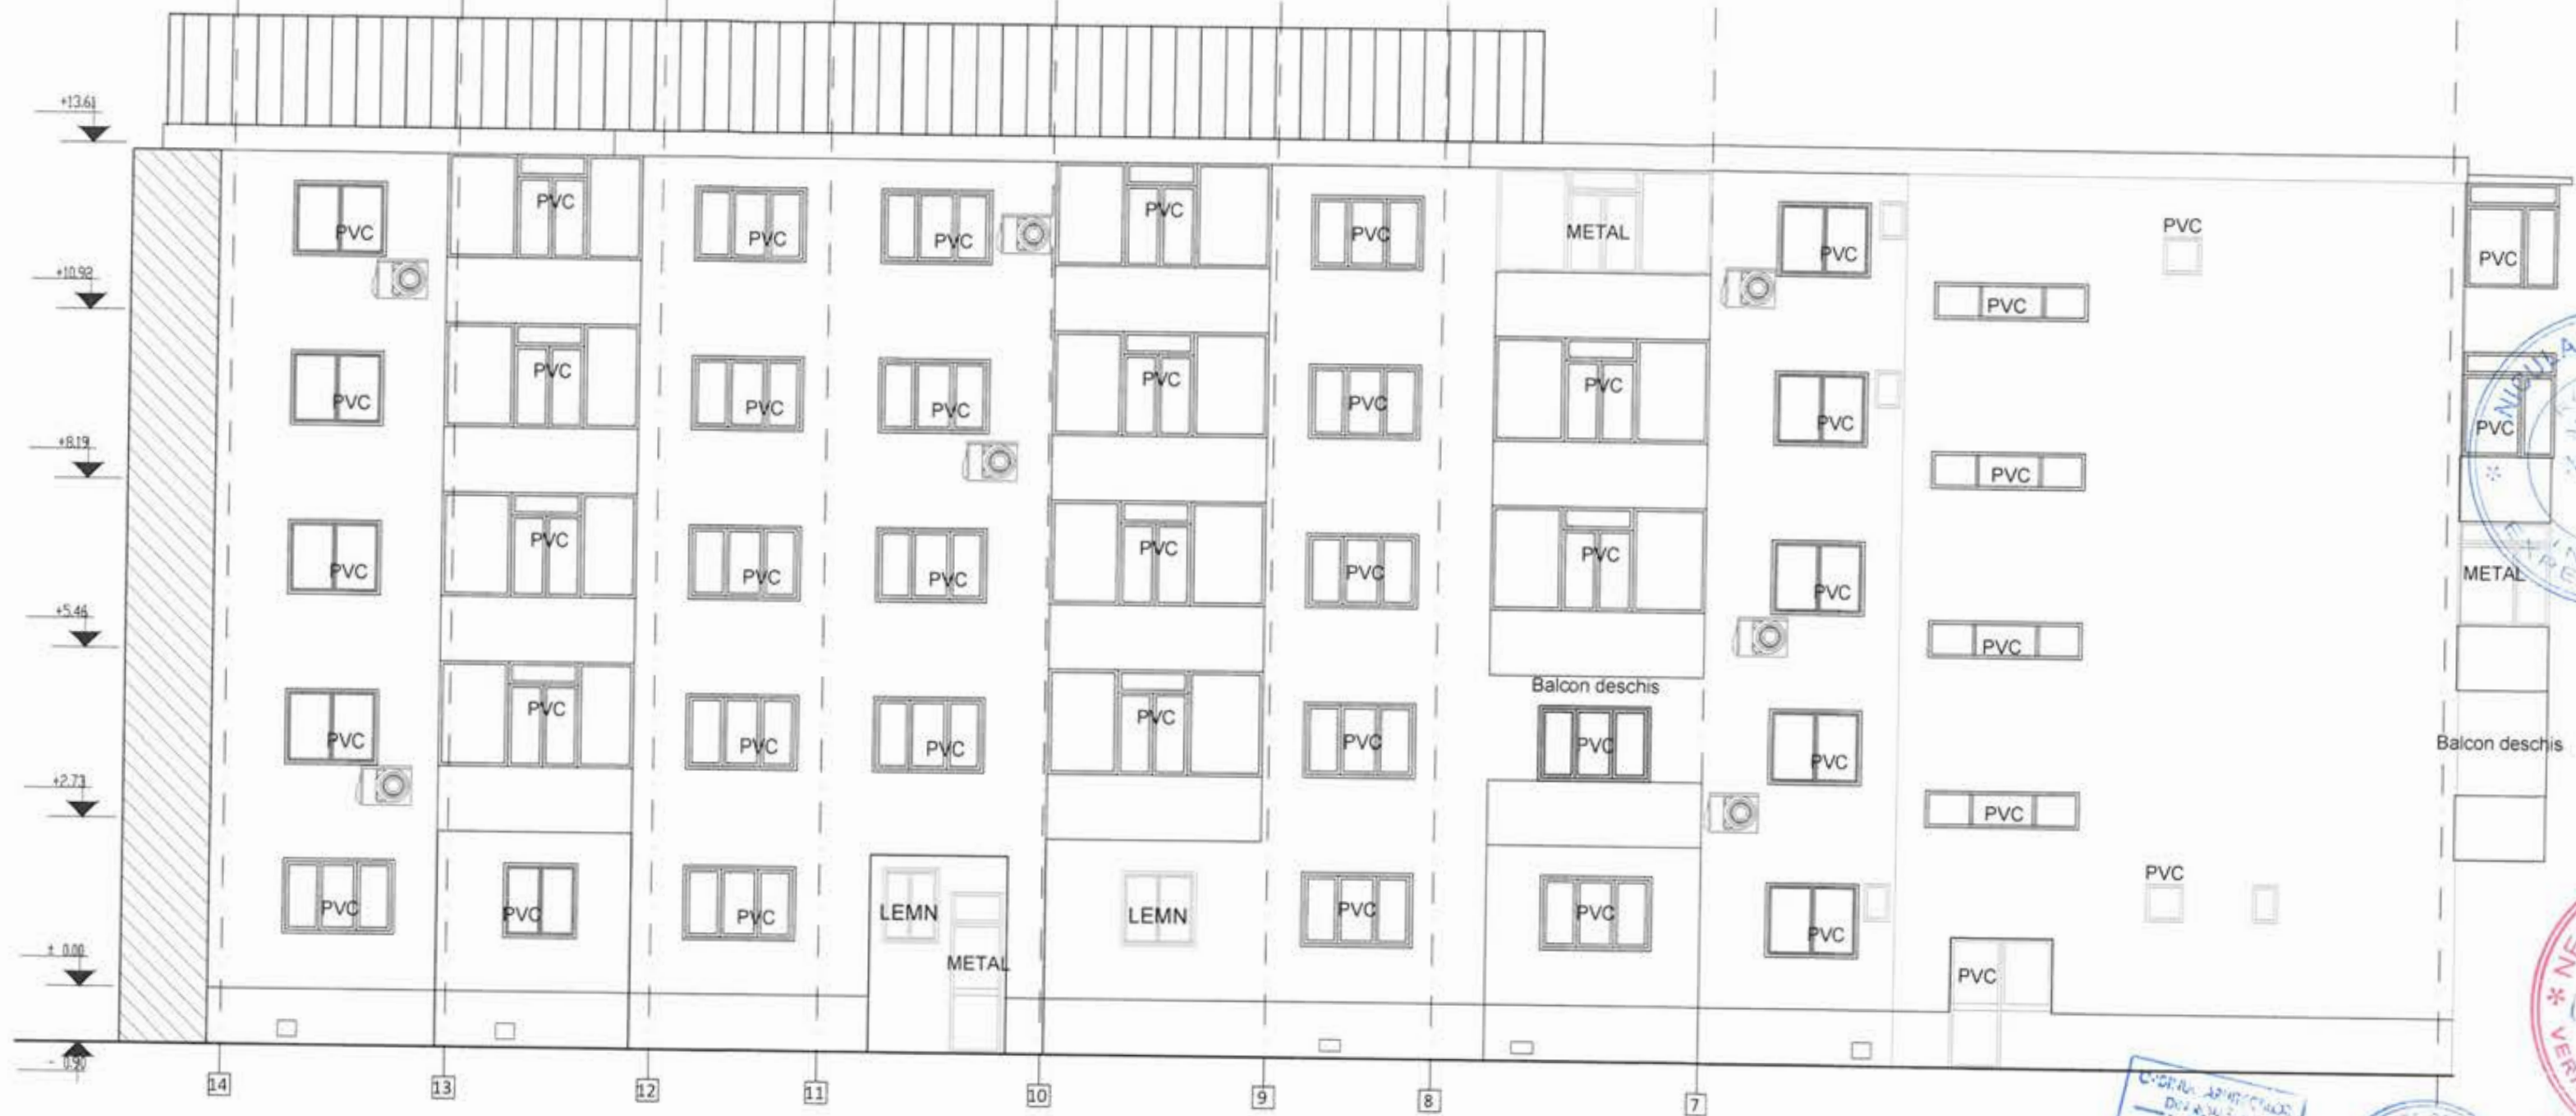 +13.61
PVC PVC PVC PVC PVC PVC METAL PVC PVC PVC
+10.92
PVC
PVC PVC PVC PVC PVC PVC PVC PVC PVC
+8.19
PVC
PVC PVC PVC PVC PVC PVC PVC PVC METAL
+5.46
PVC
Balcon deschis
PVC PVC PVC PVC PVC PVC PVC PVC Balcon deschis
+2.73
PVC
PVC
PVC PVC PVC LEMN LEMN PVC PVC PVC
± 0.00
METAL PVC
- 0.90
14 13 12 11 10 9 8 7